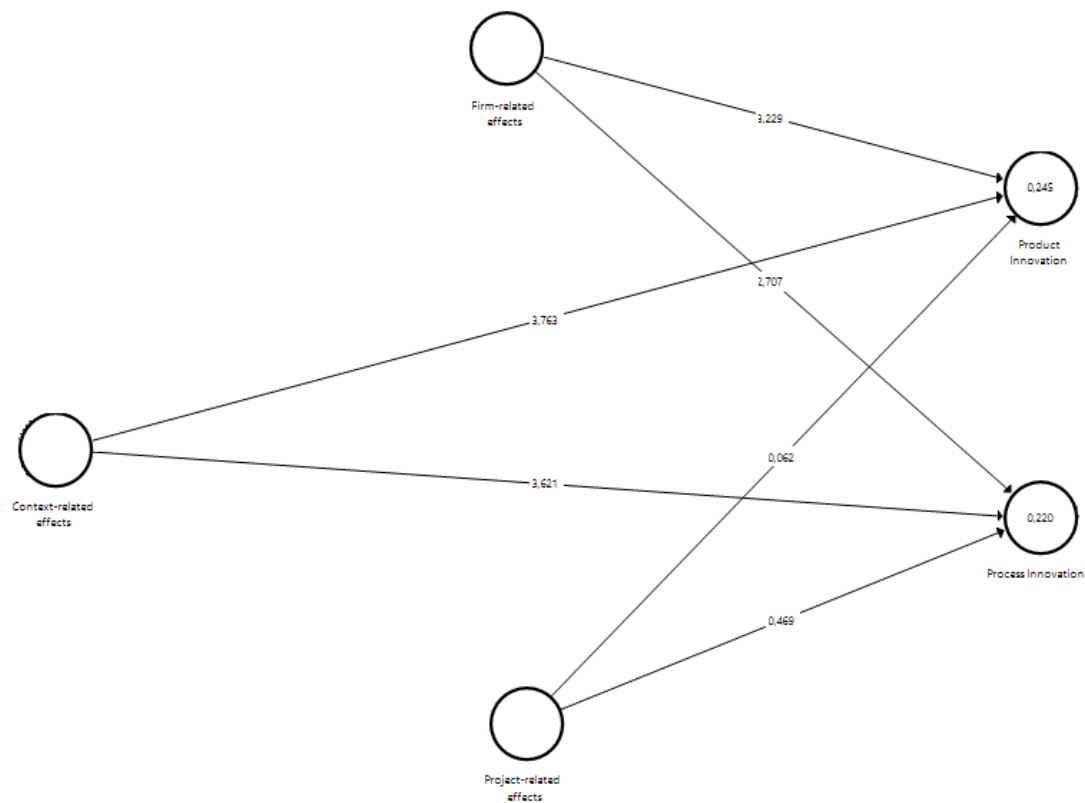 Firm-related
effects
3,229
0,245
Product
Innovation
2,707
3,763
Context-related
effects
3,621
0,062
0,220
Process Innovation
0,469
Project-related
effects